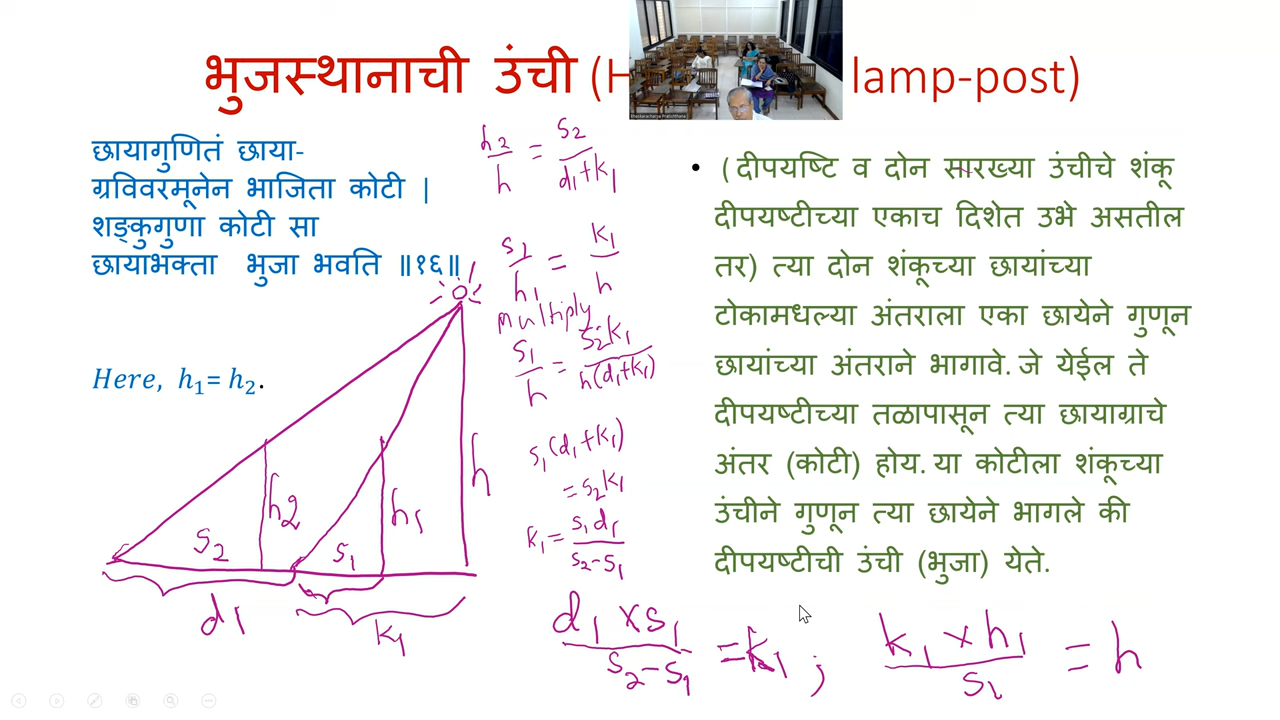 भुजस्थानाची उंची (H lamp-post)
Bhaskaracharya Pratishthana
छायागुणितं छाया-
ग्रविवरमूनेन भाजिता कोटी |
शङ्कुगुणा कोटी सा
छायाभक्ता भुजा भवति ॥१६॥
Here, h₁= h₂.
h₂/h = s₂/(d₁+k₁)
s₁/h₁ = k₁/h
multiply
s₁/h = s₂k₁/h(d₁+k₁)
s₁(d₁+k₁)
=s₂k₁
k₁ = s₁d₁/(s₂-s₁)
h
h₂
h₁
s₂
s₁
d₁
k₁
(d₁ × s₁)/(s₂-s₁) = k₁ ; (k₁ × h₁)/s₁ = h
• ( दीपयष्टि व दोन सारख्या उंचीचे शंकू
दीपयष्टीच्या एकाच दिशेत उभे असतील
तर) त्या दोन शंकूच्या छायांच्या
टोकामधल्या अंतराला एका छायेने गुणून
छायांच्या अंतराने भागावे. जे येईल ते
दीपयष्टीच्या तळापासून त्या छायाग्राचे
अंतर (कोटी) होय. या कोटीला शंकूच्या
उंचीने गुणून त्या छायेने भागले की
दीपयष्टीची उंची (भुजा) येते.